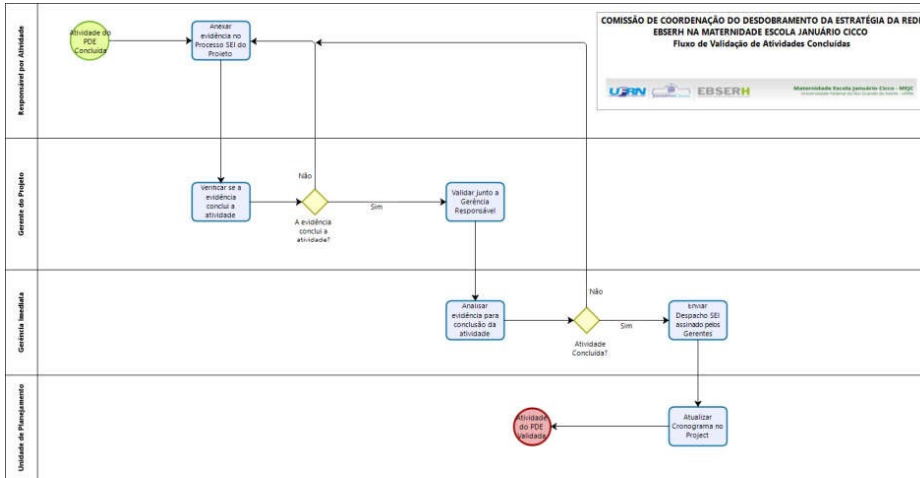 COMISSÃO DE COORDENAÇÃO DO DESDOBRAMENTO DA ESTRATÉGIA DA REDE
EBSERH NA MATERNIDADE ESCOLA JANUÁRIO CICCO
Fluxo de Validação de Atividades Concluídas
UFRN
EBSERH
Maternidade Escola Januário Cicco - MEJC
Responsável por Atividade
Atividade do
PDE
Concluída
Anexar
evidência no
Processo SEI do
Projeto
Gerente do Projeto
Verificar se a
evidência
conclui a
atividade
Não
A evidência
conclui a
atividade?
Sim
Validar junto a
Gerência
Responsável
Gerência Imediata
Analisar
evidência para
conclusão da
atividade
Não
Atividade
Concluída?
Sim
Enviar
Despacho SEI
assinado pelos
Gerentes
Unidade de Planejamento
Atividade
do PDE
Validada
Atualizar
Cronograma no
Project